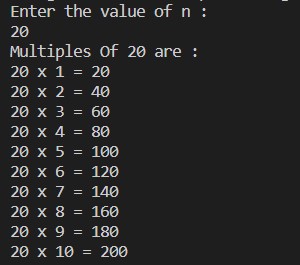 Enter the value of n :
20
Multiples Of 20 are :
20 x 1 = 20
20 x 2 = 40
20 x 3 = 60
20 x 4 = 80
20 x 5 = 100
20 x 6 = 120
20 x 7 = 140
20 x 8 = 160
20 x 9 = 180
20 x 10 = 200